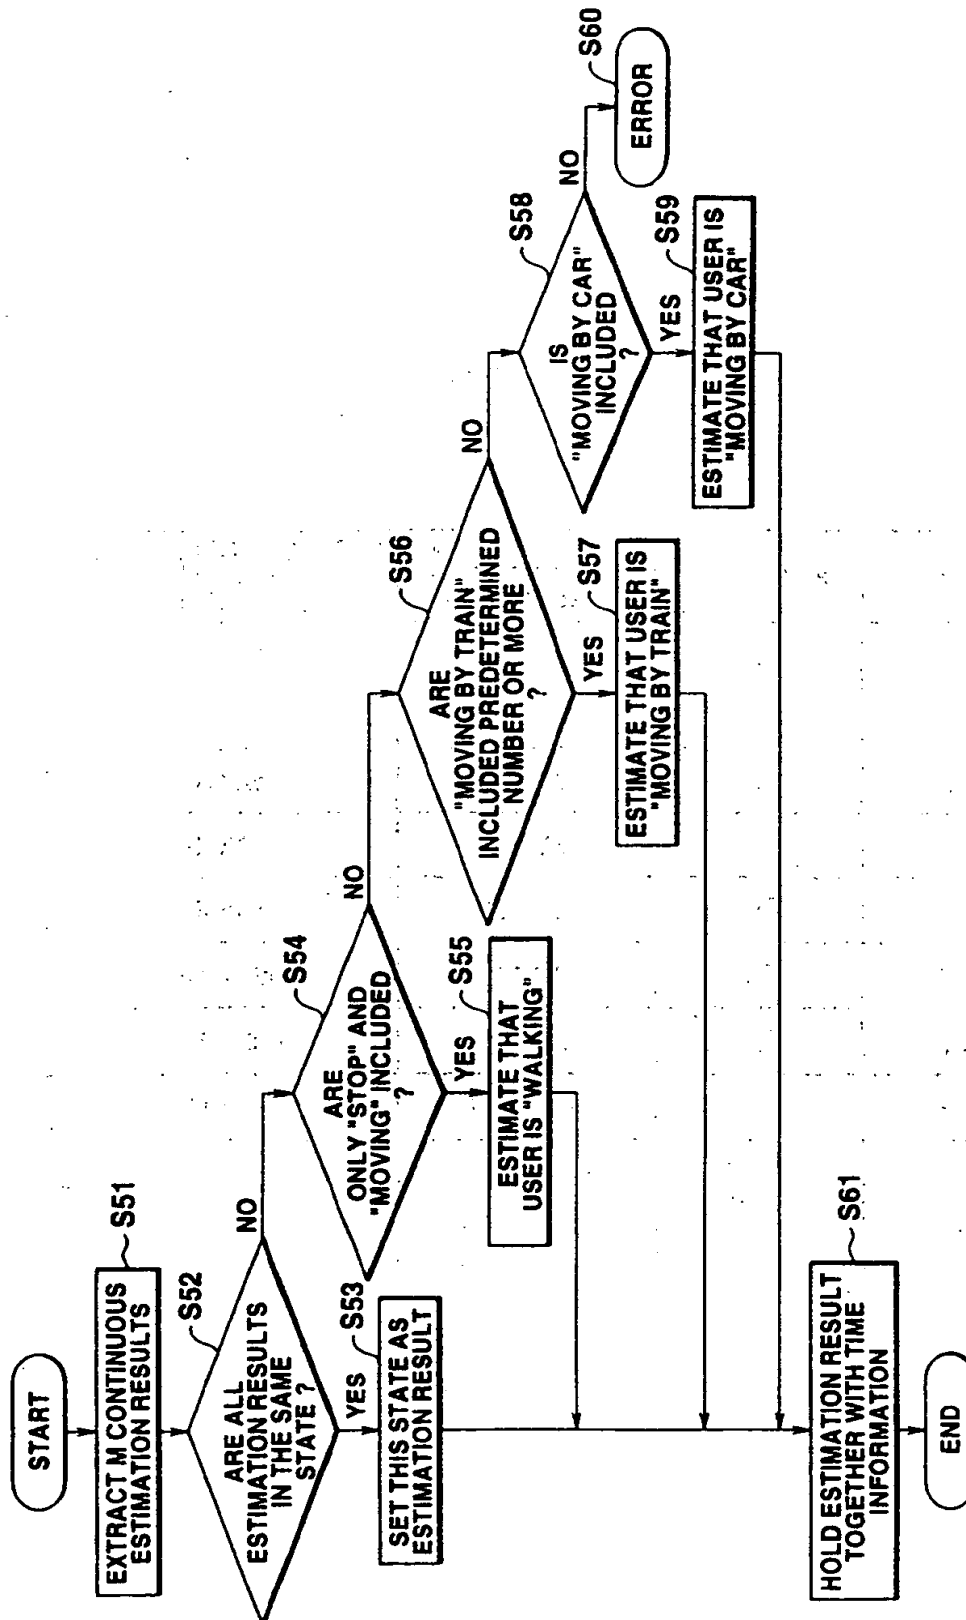 START
EXTRACT M CONTINUOUS
ESTIMATION RESULTS
S51
ARE ALL
ESTIMATION RESULTS
IN THE SAME
STATE ?
S52
NO
YES
SET THIS STATE AS
ESTIMATION RESULT
S53
ARE
ONLY "STOP" AND
"MOVING" INCLUDED
?
S54
NO
YES
ESTIMATE THAT
USER IS "WALKING"
S55
ARE
"MOVING BY TRAIN"
INCLUDED PREDETERMINED
NUMBER OR MORE
?
S56
NO
YES
ESTIMATE THAT USER IS
"MOVING BY TRAIN"
S57
IS
"MOVING BY CAR"
INCLUDED
?
S58
NO
YES
ESTIMATE THAT USER IS
"MOVING BY CAR"
S59
ERROR
S60
HOLD ESTIMATION RESULT
TOGETHER WITH TIME
INFORMATION
S61
END